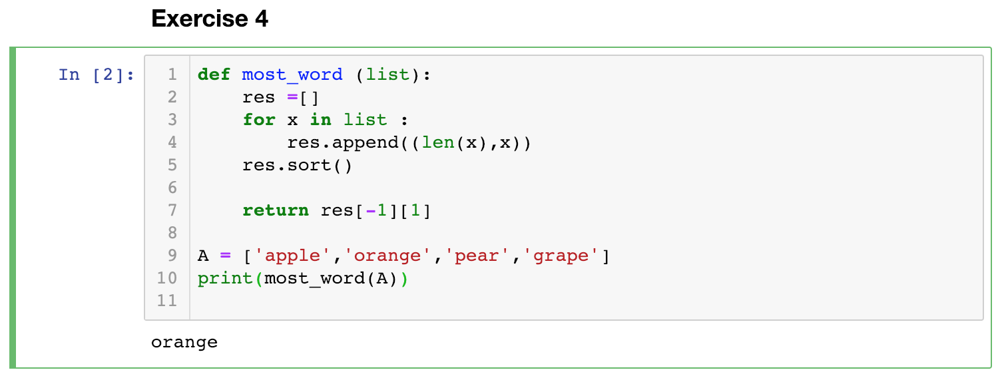 Exercise 4
In [2]:
1 def most_word (list):
2     res =[]
3     for x in list :
4         res.append((len(x),x))
5     res.sort()
6
7     return res[-1][1]
8
9 A = ['apple','orange','pear','grape']
10 print(most_word(A))
11
orange